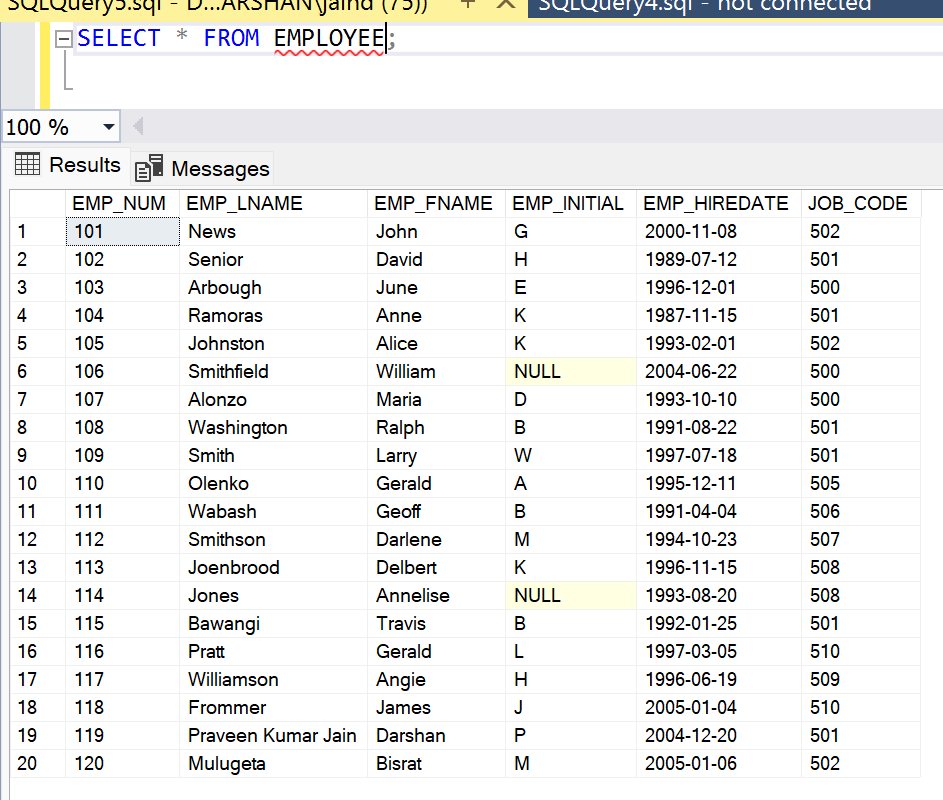 SQLQuery5.sql - D...ARSHAN\jaind (75)) SQLQuery4.sql - not connected
SELECT * FROM EMPLOYEE;
100 %
Results Messages
EMP_NUM EMP_LNAME EMP_FNAME EMP_INITIAL EMP_HIREDATE JOB_CODE
1 101 News John G 2000-11-08 502
2 102 Senior David H 1989-07-12 501
3 103 Arbough June E 1996-12-01 500
4 104 Ramoras Anne K 1987-11-15 501
5 105 Johnston Alice K 1993-02-01 502
6 106 Smithfield William NULL 2004-06-22 500
7 107 Alonzo Maria D 1993-10-10 500
8 108 Washington Ralph B 1991-08-22 501
9 109 Smith Larry W 1997-07-18 501
10 110 Olenko Gerald A 1995-12-11 505
11 111 Wabash Geoff B 1991-04-04 506
12 112 Smithson Darlene M 1994-10-23 507
13 113 Joenbrood Delbert K 1996-11-15 508
14 114 Jones Annelise NULL 1993-08-20 508
15 115 Bawangi Travis B 1992-01-25 501
16 116 Pratt Gerald L 1997-03-05 510
17 117 Williamson Angie H 1996-06-19 509
18 118 Frommer James J 2005-01-04 510
19 119 Praveen Kumar Jain Darshan P 2004-12-20 501
20 120 Mulugeta Bisrat M 2005-01-06 502